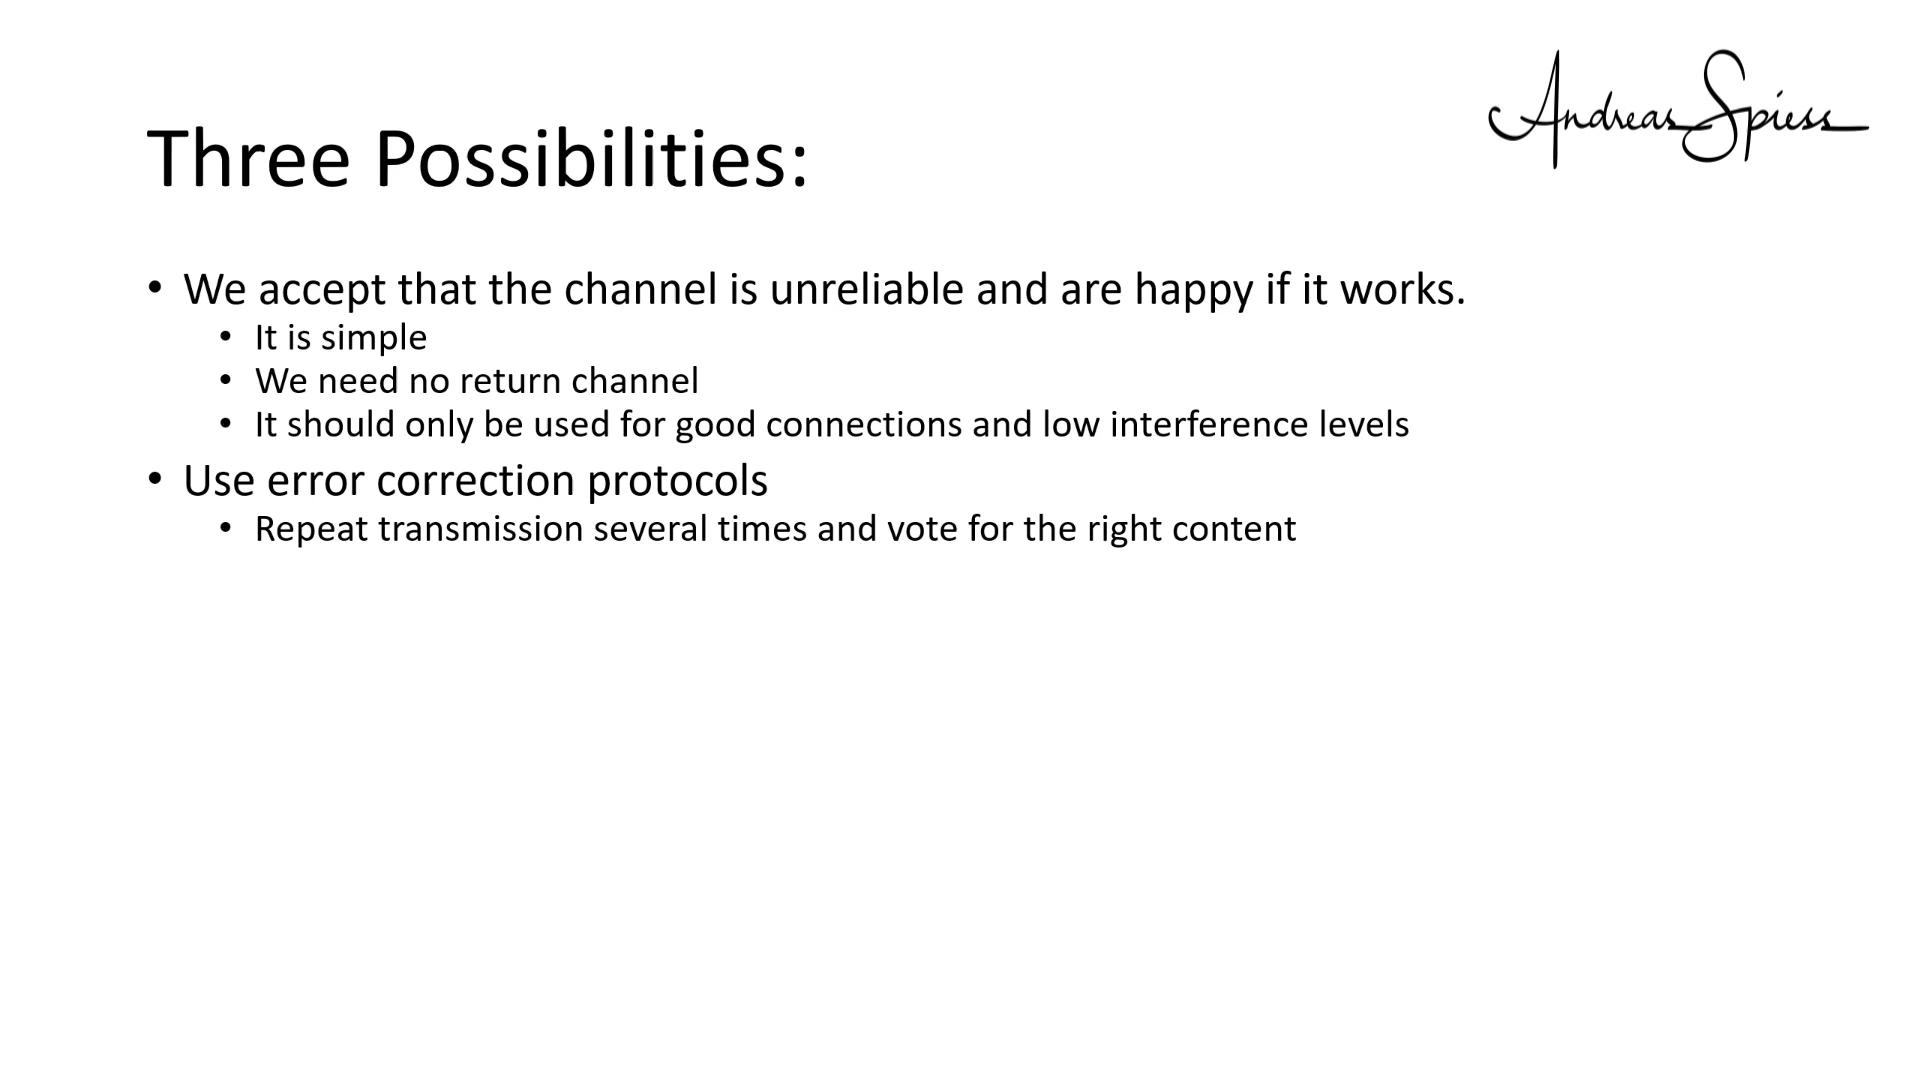 Andreas Spiess
Three Possibilities:
• We accept that the channel is unreliable and are happy if it works.
• It is simple
• We need no return channel
• It should only be used for good connections and low interference levels
• Use error correction protocols
• Repeat transmission several times and vote for the right content